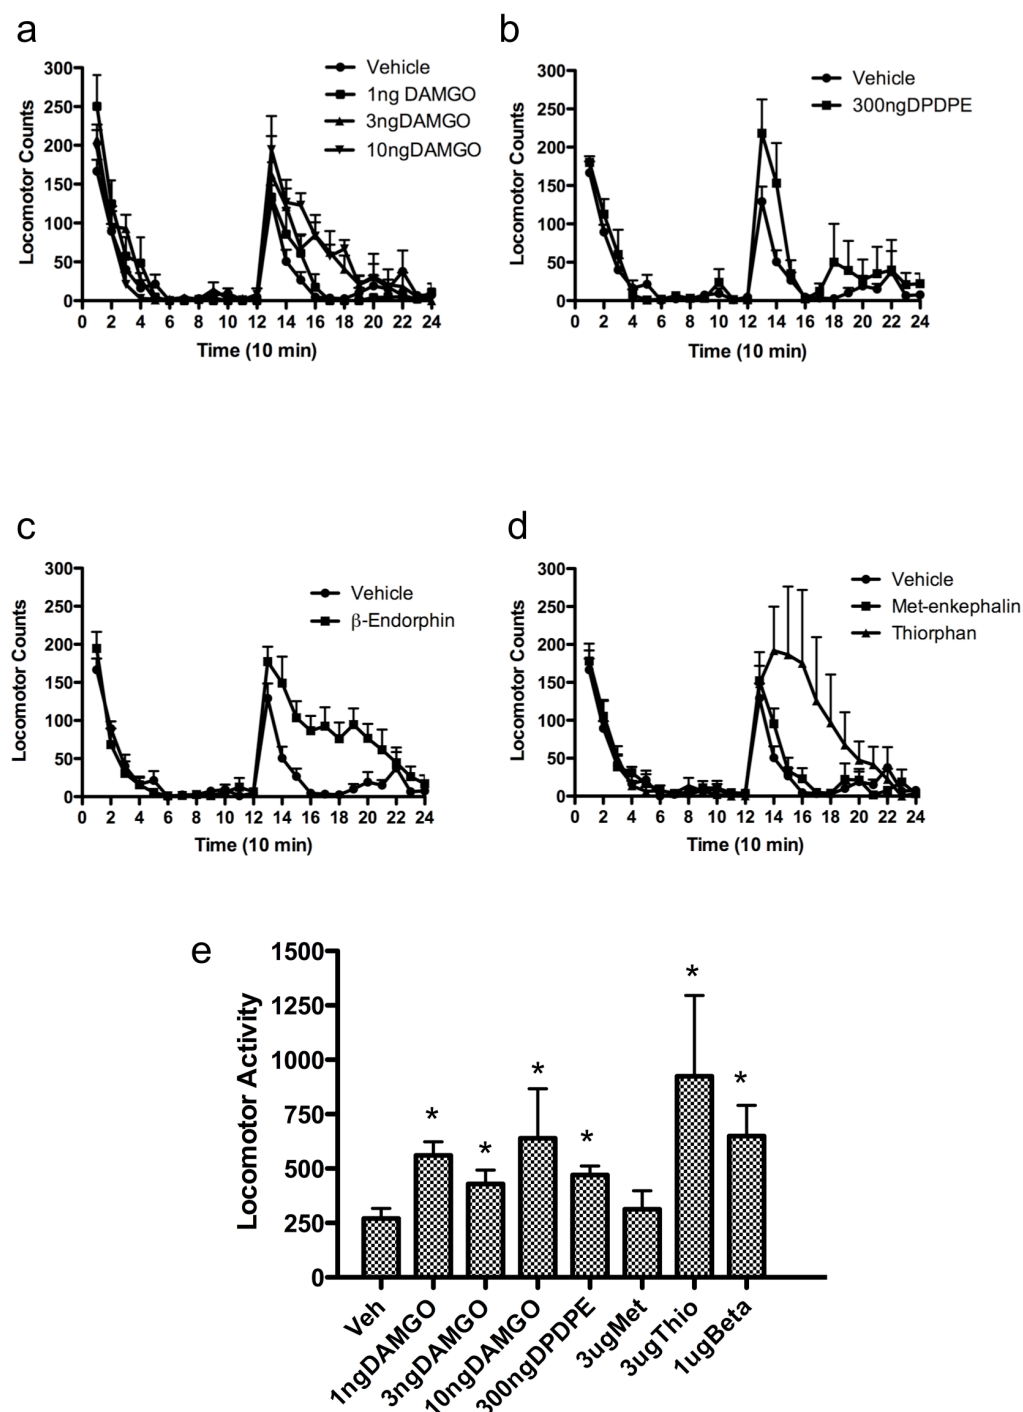 a
Locomotor Counts
300
250
200
150
100
50
0
Vehicle
1ng DAMGO
3ngDAMGO
10ngDAMGO
0 2 4 6 8 10 12 14 16 18 20 22 24
Time (10 min)
b
Locomotor Counts
300
250
200
150
100
50
0
Vehicle
300ngDPDPE
0 2 4 6 8 10 12 14 16 18 20 22 24
Time (10 min)
c
Locomotor Counts
300
250
200
150
100
50
0
Vehicle
β-Endorphin
0 2 4 6 8 10 12 14 16 18 20 22 24
Time (10 min)
d
Locomotor Counts
300
250
200
150
100
50
0
Vehicle
Met-enkephalin
Thiorphan
0 2 4 6 8 10 12 14 16 18 20 22 24
Time (10 min)
e
Locomotor Activity
1500
1250
1000
750
500
250
0
* * * * * *
Veh
1ngDAMGO
3ngDAMGO
10ngDAMGO
300ngDPDPE
3ugMet
3ugThio
1ugBeta